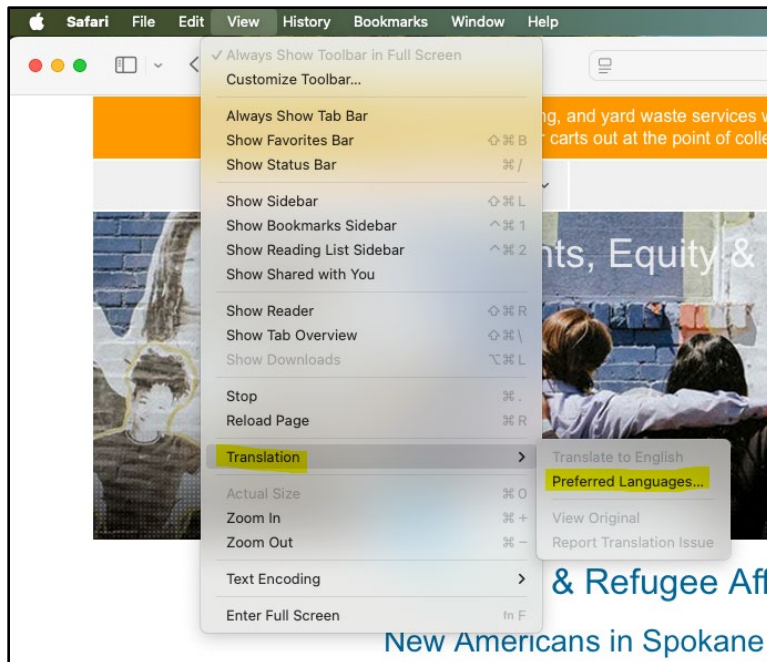 Safari File Edit View History Bookmarks Window Help
✓ Always Show Toolbar in Full Screen
Customize Toolbar...
Always Show Tab Bar
Show Favorites Bar ⇧⌘B
Show Status Bar ⌘/
Show Sidebar ⇧⌘L
Show Bookmarks Sidebar ^⌘1
Show Reading List Sidebar ^⌘2
Show Shared with You
Show Reader ⇧⌘R
Show Tab Overview ⇧⌘\
Show Downloads ⌥⌘L
Stop ⌘.
Reload Page ⌘R
Translation >
Actual Size ⌘0
Zoom In ⌘+
Zoom Out ⌘−
Text Encoding >
Enter Full Screen fn F
Translate to English
Preferred Languages...
View Original
Report Translation Issue
and yard waste services
carts out at the point of
Equity &
& Refugee
New Americans in Spokane